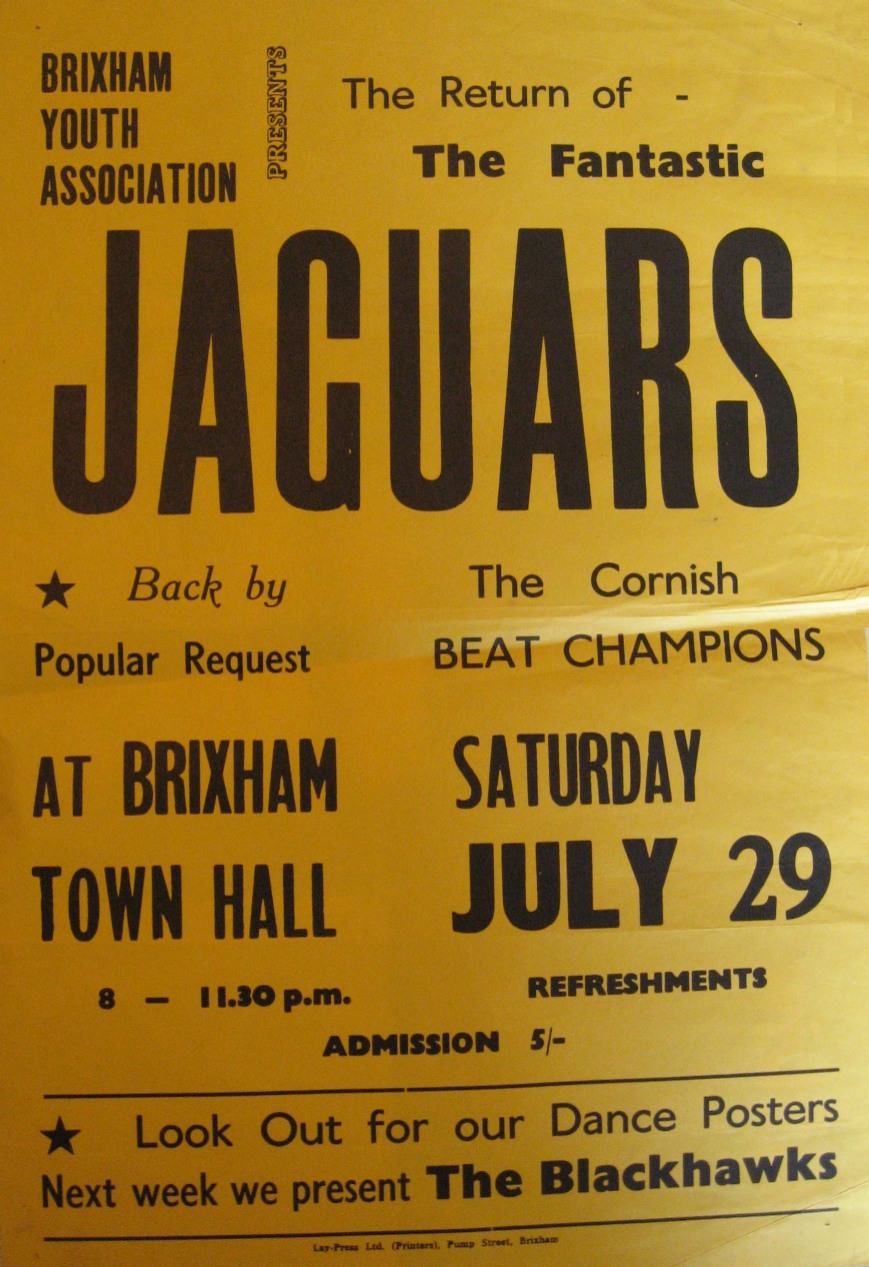 BRIXHAM
YOUTH
ASSOCIATION
PRESENTS
The Return of -
The Fantastic
JAGUARS
★ Back by
Popular Request
The Cornish
BEAT CHAMPIONS
AT BRIXHAM
TOWN HALL
SATURDAY
JULY 29
8 — 11.30 p.m.
REFRESHMENTS
ADMISSION 5/-
★ Look Out for our Dance Posters
Next week we present The Blackhawks
Lay-Press Ltd. (Printers), Pump Street, Brixham